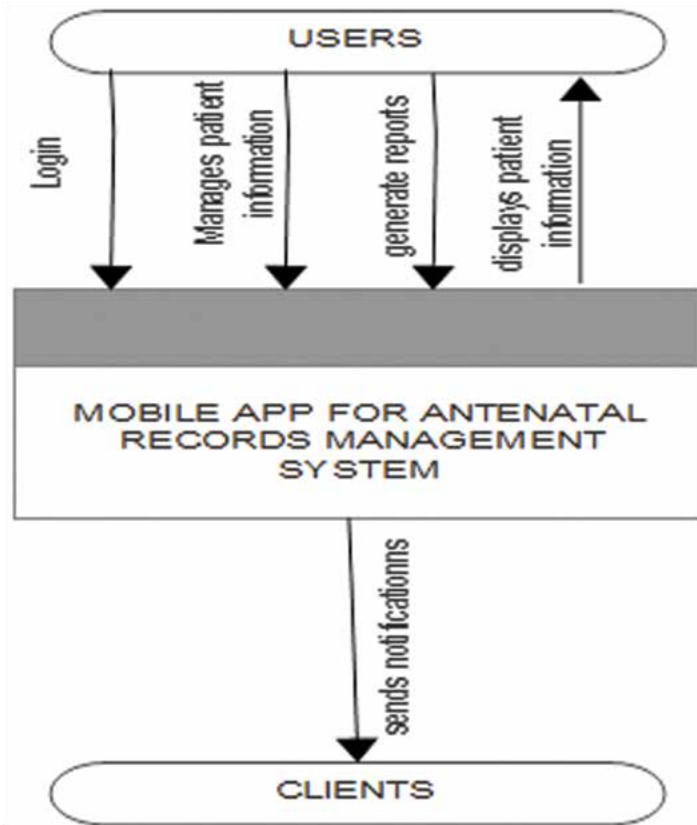 USERS
Login
Manages patient
information
generate reports
displays patient
information
MOBILE APP FOR ANTENATAL
RECORDS MANAGEMENT
SYSTEM
sends notificationns
CLIENTS